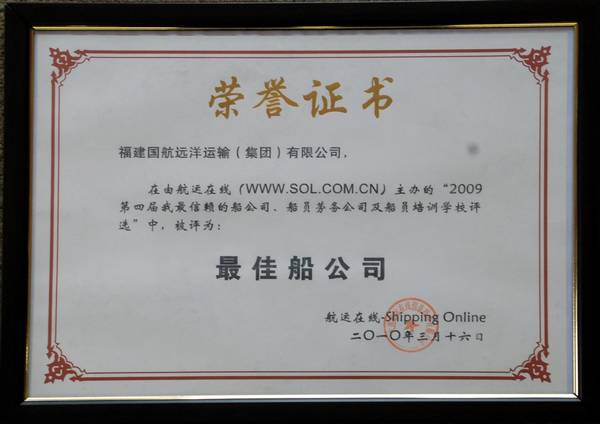 荣誉证书
福建国航远洋运输（集团）有限公司，
在由航运在线（WWW.SOL.COM.CN）主办的“2009
第四届我最信赖的船公司、船员劳务公司及船员培训学校评
选”中，被评为：
最佳船公司
航运在线-Shipping Online
二〇一〇年三月十六日